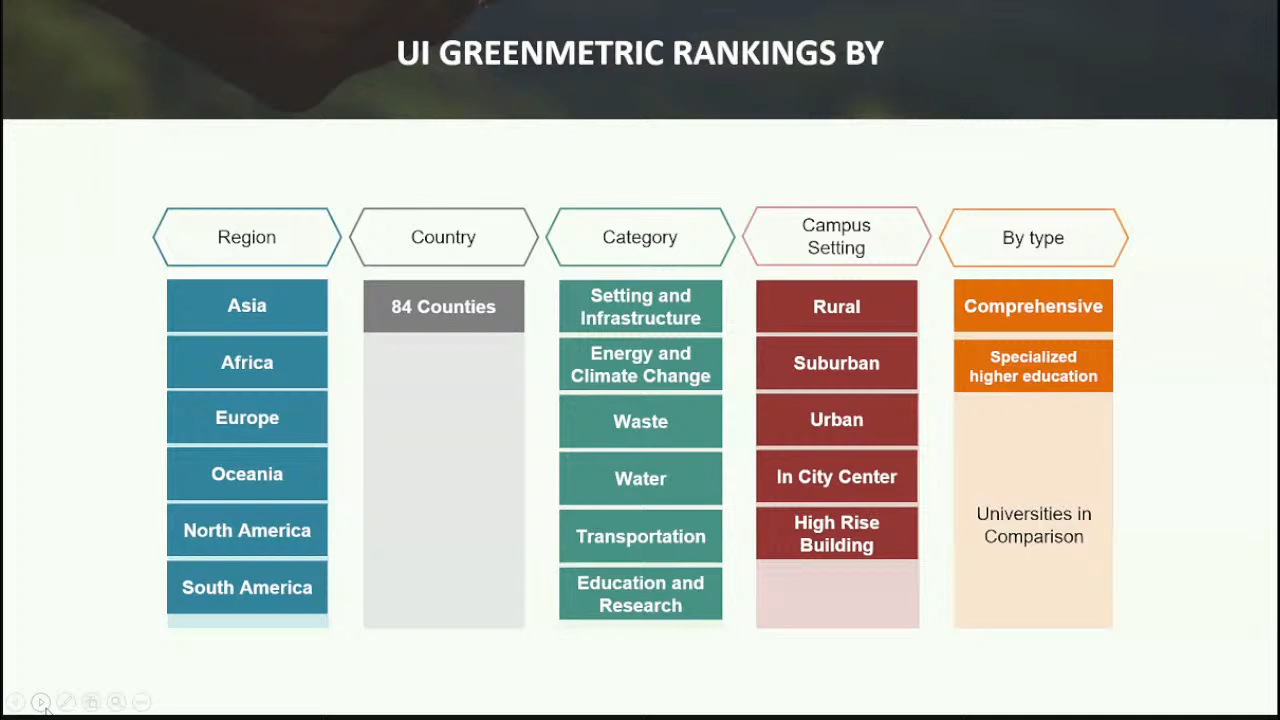 UI GREENMETRIC RANKINGS BY
Region
Asia
Africa
Europe
Oceania
North America
South America
Country
84 Counties
Category
Setting and
Infrastructure
Energy and
Climate Change
Waste
Water
Transportation
Education and
Research
Campus
Setting
Rural
Suburban
Urban
In City Center
High Rise
Building
By type
Comprehensive
Specialized
higher education
Universities in
Comparison